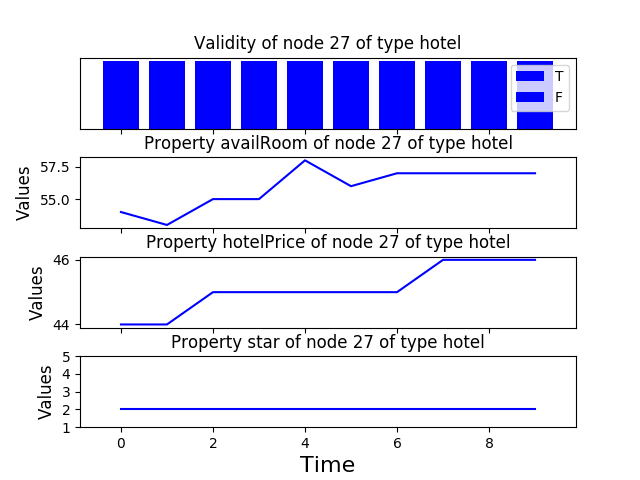 Validity of node 27 of type hotel
T
F
Property availRoom of node 27 of type hotel
57.5
55.0
Values
Property hotelPrice of node 27 of type hotel
46
44
Values
Property star of node 27 of type hotel
5
4
3
2
1
Values
0 2 4 6 8
Time